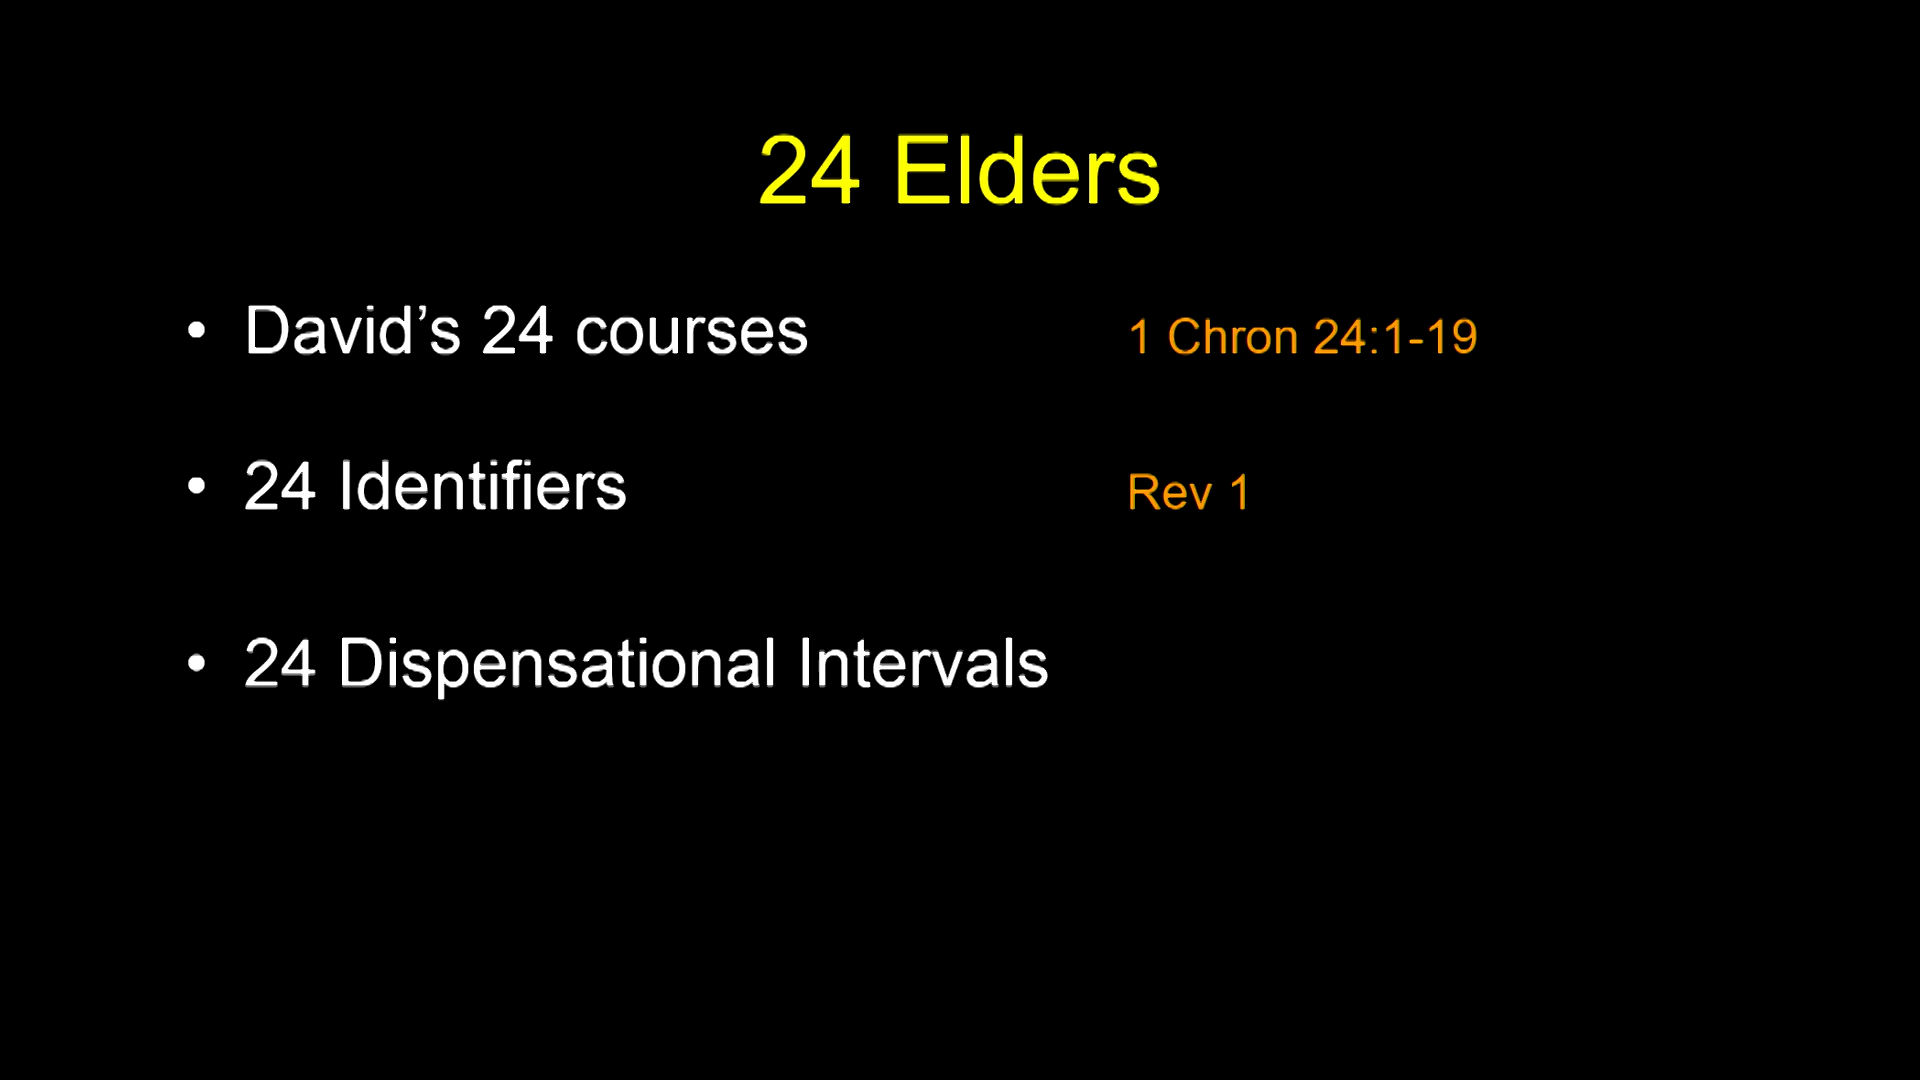 24 Elders
• David’s 24 courses 1 Chron 24:1-19
• 24 Identifiers Rev 1
• 24 Dispensational Intervals